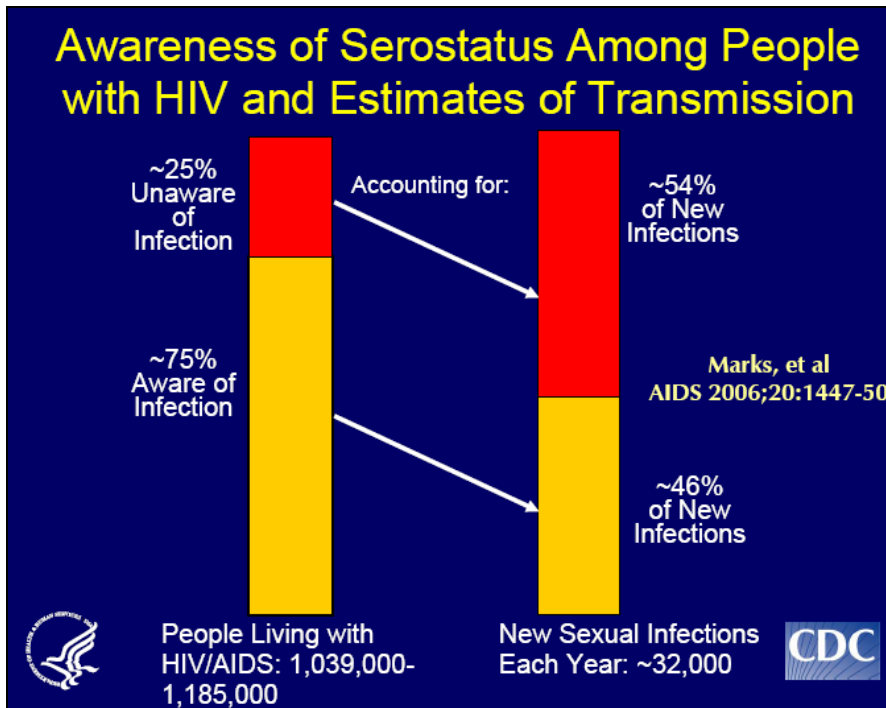 Awareness of Serostatus Among People
with HIV and Estimates of Transmission
~25%
Unaware
of
Infection
Accounting for:
~54%
of New
Infections
~75%
Aware of
Infection
Marks, et al
AIDS 2006;20:1447-50
~46%
of New
Infections
People Living with
HIV/AIDS: 1,039,000-
1,185,000
New Sexual Infections
Each Year: ~32,000
CDC